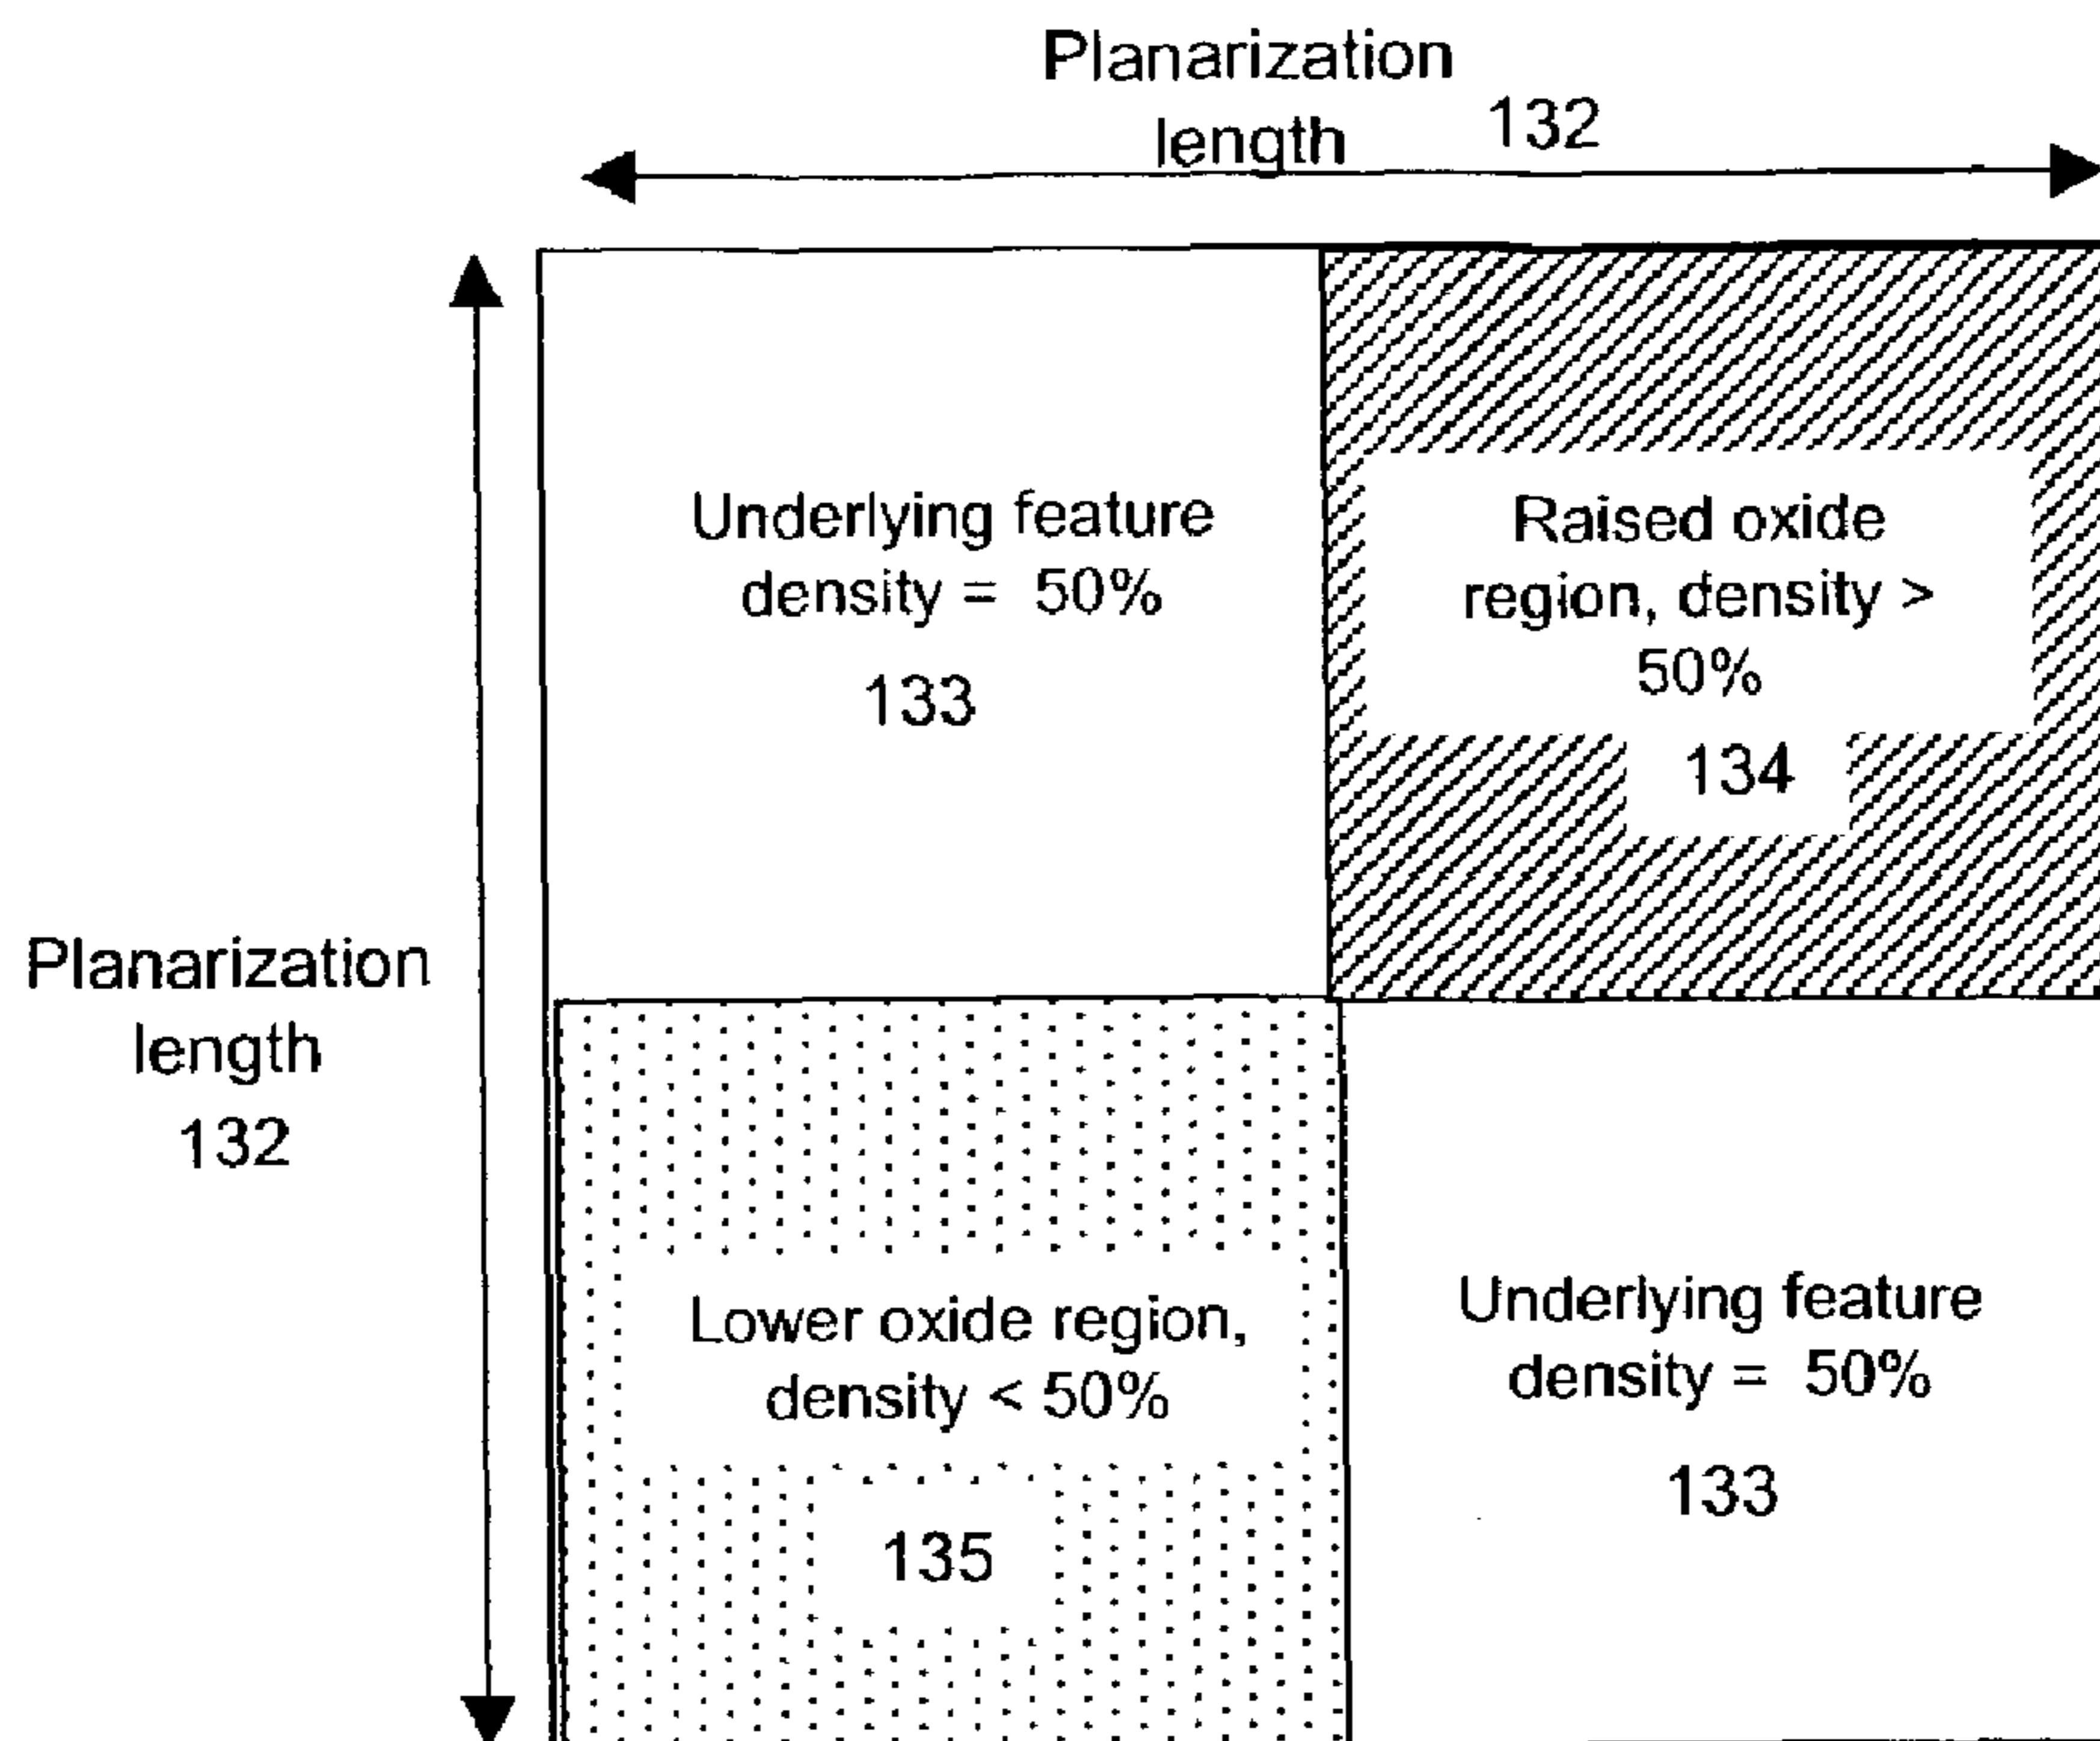 Planarization
length 132
Underlying feature
density = 50%
133
Raised oxide
region, density >
50%
134
Planarization
length
132
Lower oxide region,
density < 50%
135
Underlying feature
density = 50%
133